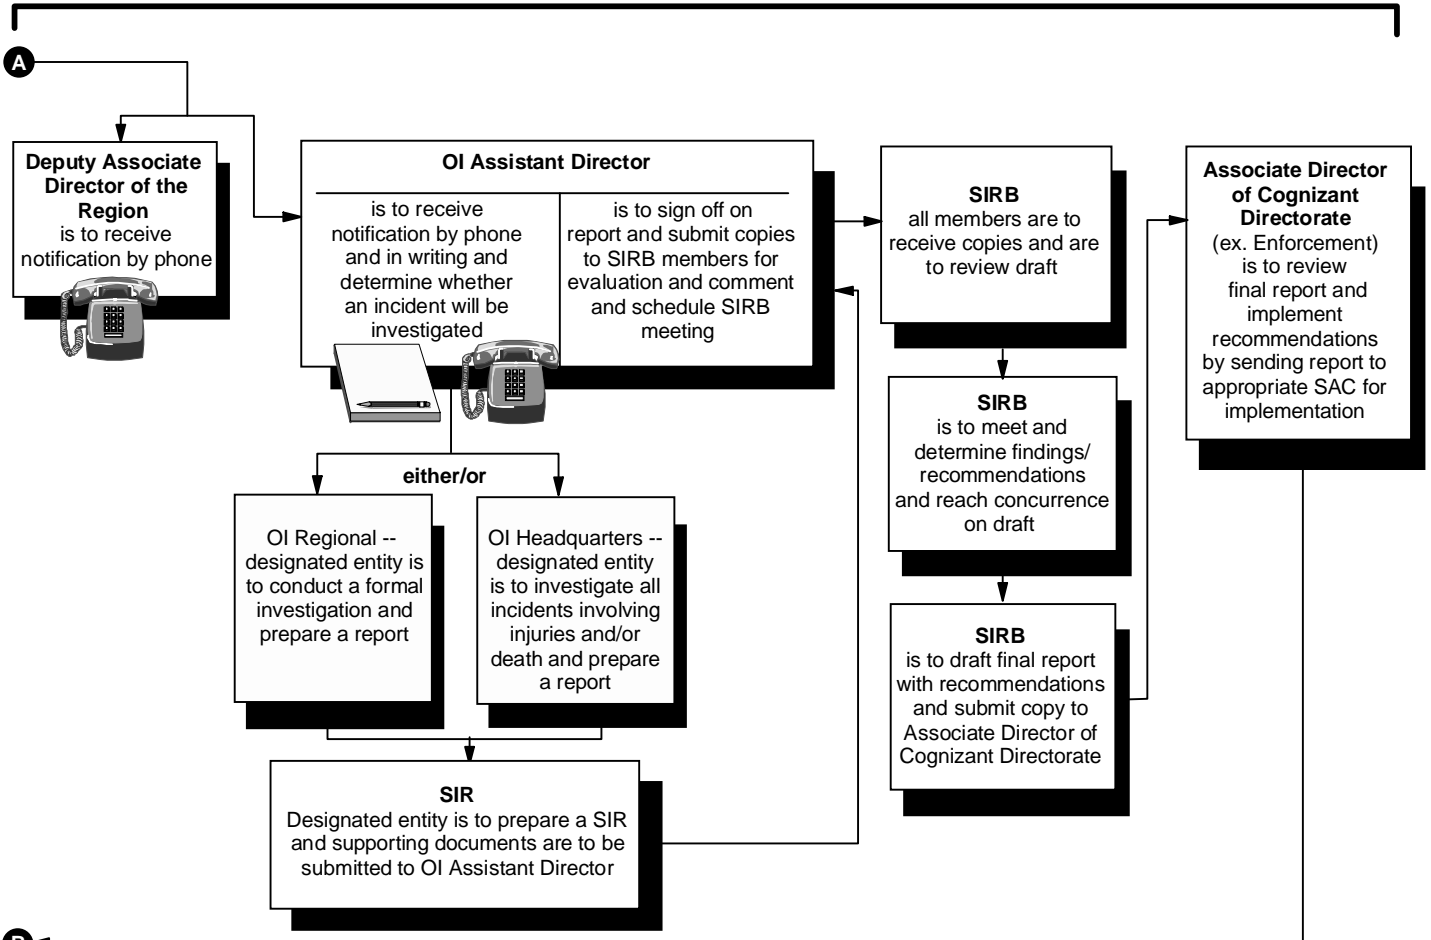 A
Deputy Associate
Director of the
Region
is to receive
notification by phone
OI Assistant Director
is to receive
notification by phone
and in writing and
determine whether
an incident will be
investigated
is to sign off on
report and submit copies
to SIRB members for
evaluation and comment
and schedule SIRB
meeting
either/or
OI Regional --
designated entity is
to conduct a formal
investigation and
prepare a report
OI Headquarters --
designated entity
is to investigate all
incidents involving
injuries and/or
death and prepare
a report
SIR
Designated entity is to prepare a SIR
and supporting documents are to be
submitted to OI Assistant Director
SIRB
all members are to
receive copies and are
to review draft
SIRB
is to meet and
determine findings/
recommendations
and reach concurrence
on draft
SIRB
is to draft final report
with recommendations
and submit copy to
Associate Director of
Cognizant Directorate
Associate Director
of Cognizant
Directorate
(ex. Enforcement)
is to review
final report and
implement
recommendations
by sending report to
appropriate SAC for
implementation